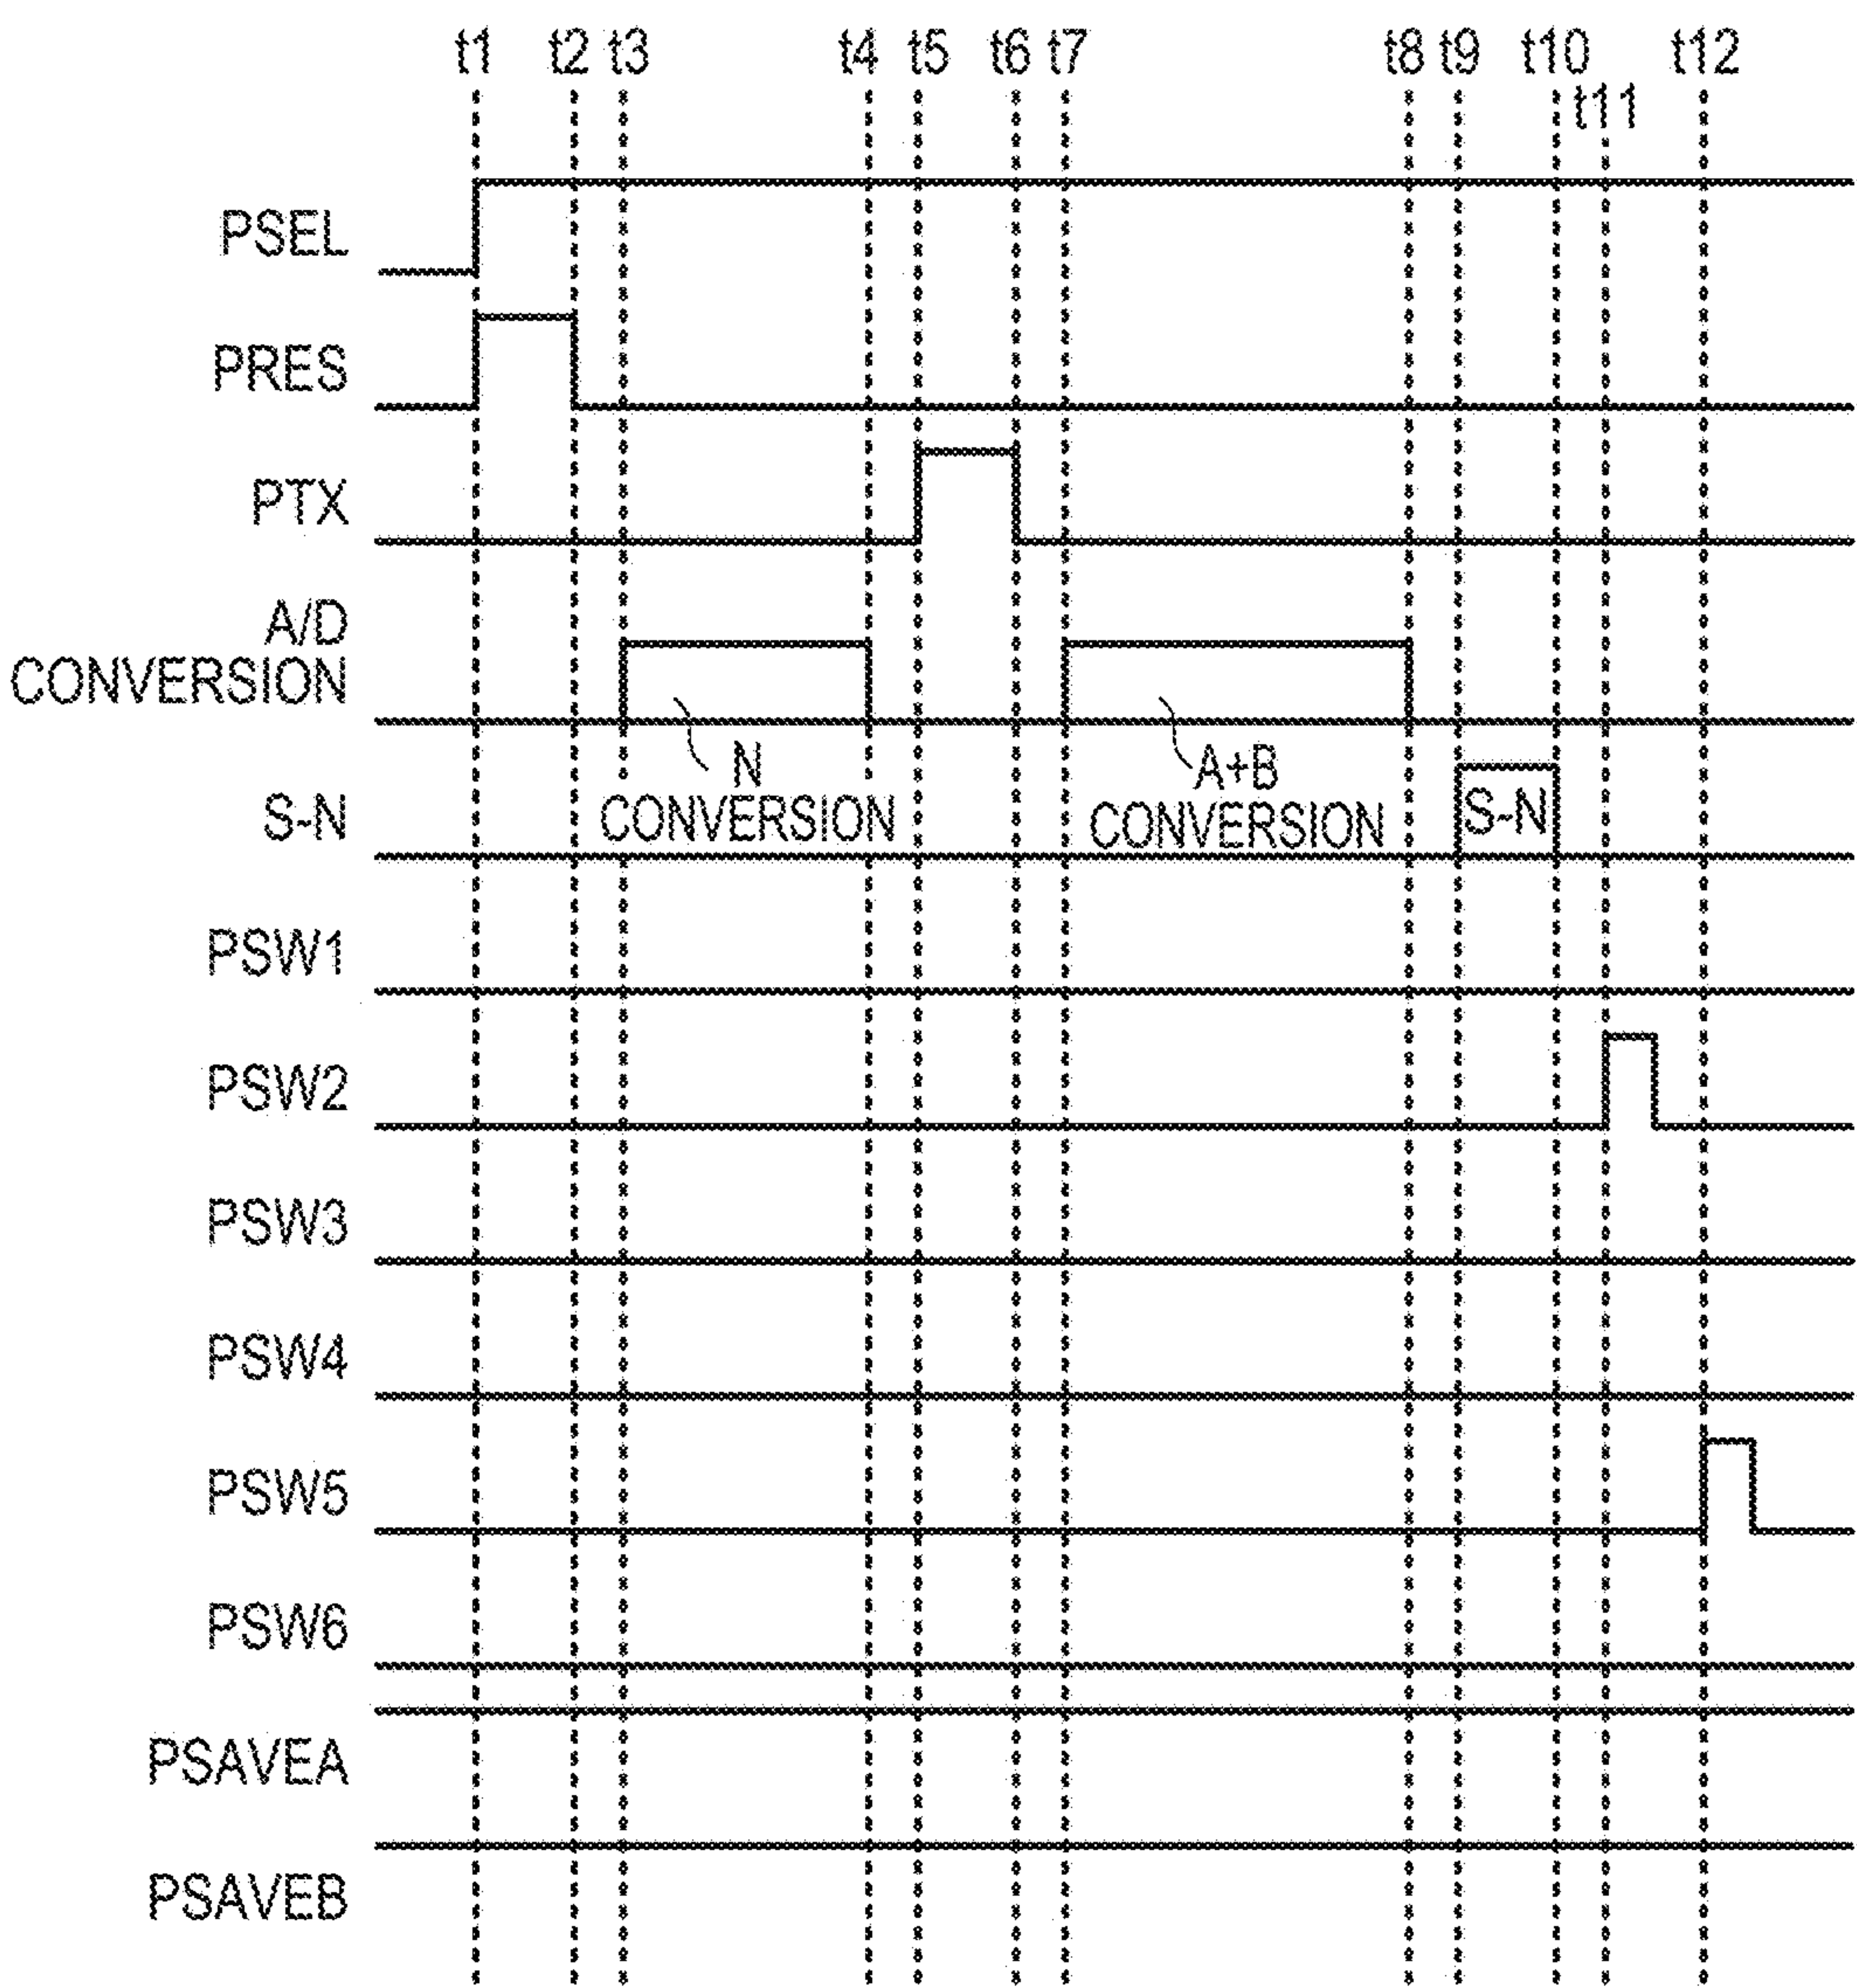 t1 t2 t3 t4 t5 t6 t7 t8 t9 t10 t12
t11
PSEL
PRES
PTX
A/D
CONVERSION
N
CONVERSION
A+B
CONVERSION
S-N
S-N
PSW1
PSW2
PSW3
PSW4
PSW5
PSW6
PSAVEA
PSAVEB